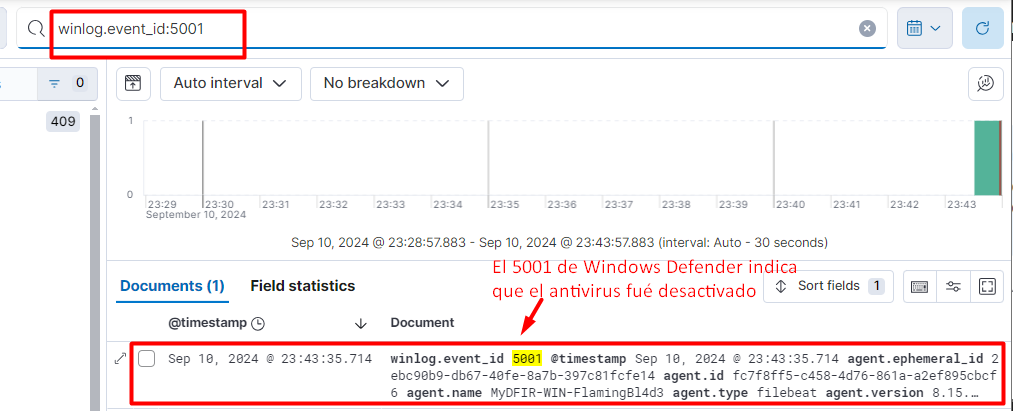 winlog.event_id:5001
s
0
Auto interval
No breakdown
409
1
0
23:29 23:30 23:31 23:32 23:33 23:34 23:35 23:36 23:37 23:38 23:39 23:40 23:41 23:42 23:43
September 10, 2024
Sep 10, 2024 @ 23:28:57.883 - Sep 10, 2024 @ 23:43:57.883 (interval: Auto - 30 seconds)
El 5001 de Windows Defender indica
que el antivirus fué desactivado
Documents (1) Field statistics
Sort fields 1
@timestamp Document
Sep 10, 2024 @ 23:43:35.714 winlog.event_id 5001 @timestamp Sep 10, 2024 @ 23:43:35.714 agent.ephemeral_id 2
ebc90b9-db67-40fe-8a7b-397c81fcfe14 agent.id fc7f8ff5-c458-4d76-861a-a2ef895cbcf
6 agent.name MyDFIR-WIN-FlamingBl4d3 agent.type filebeat agent.version 8.15.…